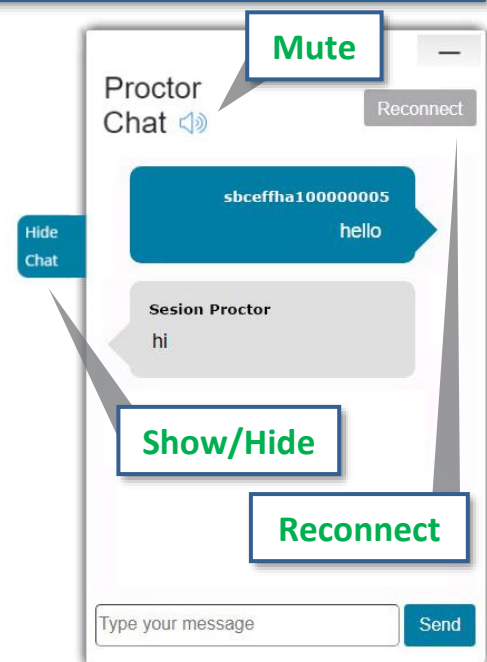 Mute
Proctor
Chat
Reconnect
sbceffha100000005
hello
Hide
Chat
Sesion Proctor
hi
Show/Hide
Reconnect
Type your message
Send